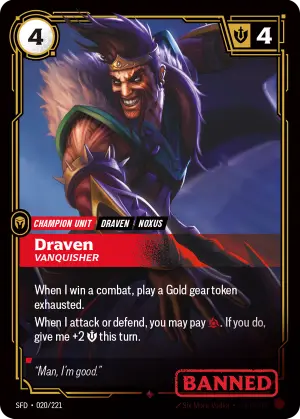 4
4
CHAMPION UNIT DRAVEN NOXUS
Draven
VANQUISHER
When I win a combat, play a Gold gear token
exhausted.
When I attack or defend, you may pay . If you do,
give me +2 this turn.
"Man, I'm good."
BANNED
SFD • 020/221